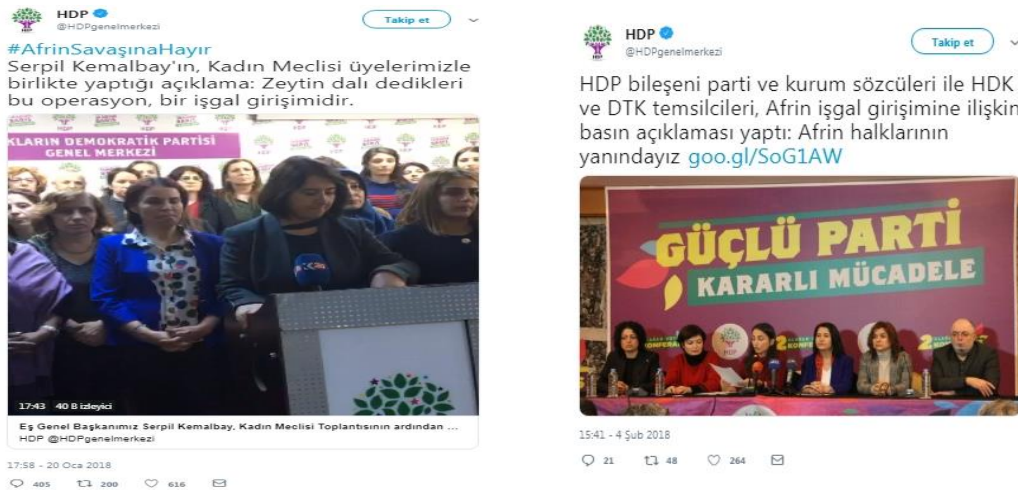 HDP
@HDPgenelmerkezi
Takip et
#AfrinSavaşınaHayır
Serpil Kemalbay'ın, Kadın Meclisi üyelerimizle
birlikte yaptığı açıklama: Zeytin dalı dedikleri
bu operasyon, bir işgal girişimidir.
HDP
KLARIN DEMOKRATİK PARTİSİ
GENEL MERKEZİ
17:43 40 B izleyici
Eş Genel Başkanımız Serpil Kemalbay, Kadın Meclisi Toplantısının ardından ...
HDP @HDPgenelmerkezi
17:58 - 20 Oca 2018
405 200 616
HDP
@HDPgenelmerkezi
Takip et
HDP bileşeni parti ve kurum sözcüleri ile HDK
ve DTK temsilcileri, Afrin işgal girişimine ilişkin
basın açıklaması yaptı: Afrin halklarının
yanındayız goo.gl/SoG1AW
GÜÇLÜ PARTİ
KARARLI MÜCADELE
HDP
15:41 - 4 Şub 2018
21 48 264